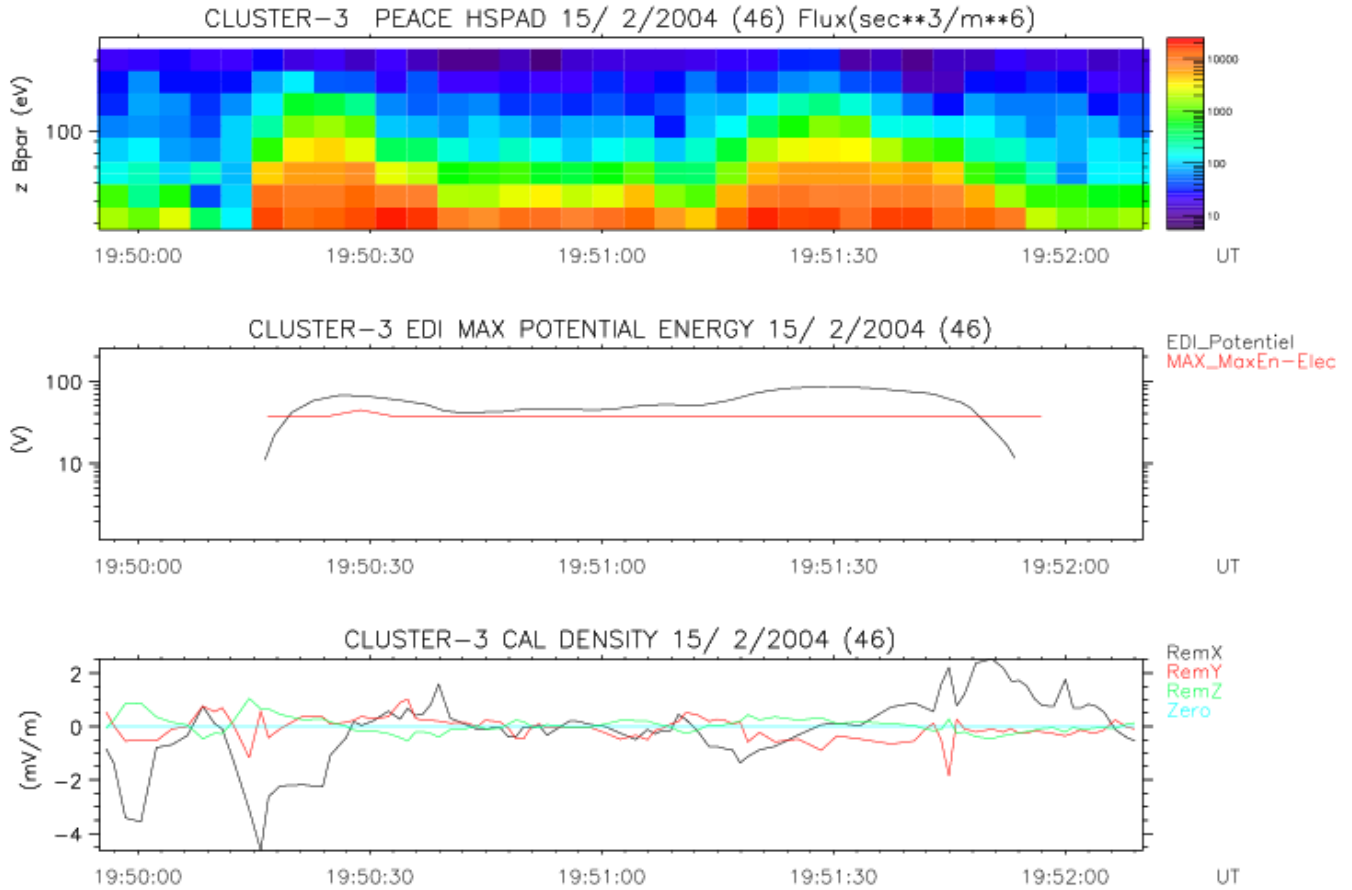 CLUSTER-3 PEACE HSPAD 15/ 2/2004 (46) Flux(sec**3/m**6)
z Bpar (eV)
100
10000
1000
100
10
19:50:00 19:50:30 19:51:00 19:51:30 19:52:00 UT
CLUSTER-3 EDI MAX POTENTIAL ENERGY 15/ 2/2004 (46)
EDI_Potentiel
MAX_MaxEn-Elec
(V)
100
10
19:50:00 19:50:30 19:51:00 19:51:30 19:52:00 UT
CLUSTER-3 CAL DENSITY 15/ 2/2004 (46)
RemX
RemY
RemZ
Zero
(mV/m)
2
0
-2
-4
19:50:00 19:50:30 19:51:00 19:51:30 19:52:00 UT